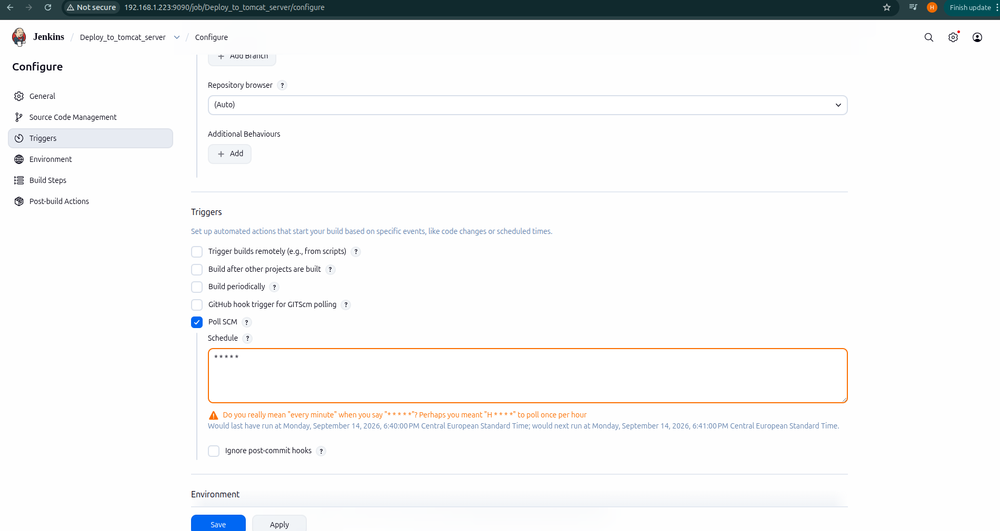 Not secure 192.168.1.223:9090/job/Deploy_to_tomcat_server/configure H Finish update
Jenkins / Deploy_to_tomcat_server / Configure
Configure
General
Source Code Management
Triggers
Environment
Build Steps
Post-build Actions
+ Add Branch
Repository browser ?
(Auto)
Additional Behaviours
+ Add
Triggers
Set up automated actions that start your build based on specific events, like code changes or scheduled times.
Trigger builds remotely (e.g., from scripts) ?
Build after other projects are built ?
Build periodically ?
GitHub hook trigger for GITScm polling ?
Poll SCM ?
Schedule ?
* * * * *
Do you really mean "every minute" when you say "* * * * *"? Perhaps you meant "H * * * *" to poll once per hour
Would last have run at Monday, September 14, 2026, 6:40:00 PM Central European Standard Time; would next run at Monday, September 14, 2026, 6:41:00 PM Central European Standard Time.
Ignore post-commit hooks ?
Environment
Save
Apply